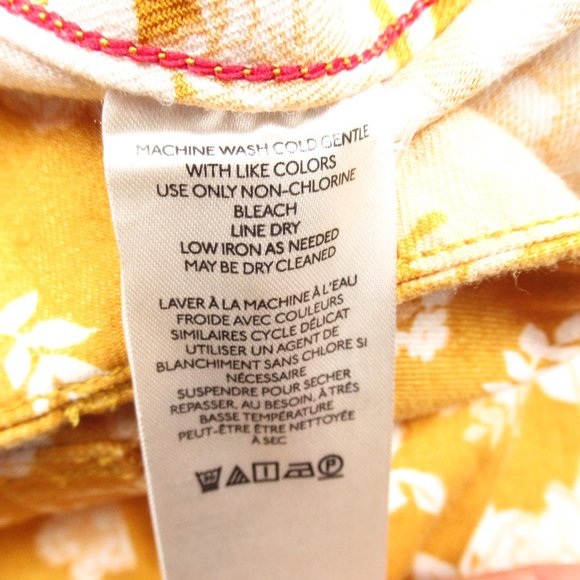 MACHINE WASH COLD GENTLE
WITH LIKE COLORS
USE ONLY NON-CHLORINE
BLEACH
LINE DRY
LOW IRON AS NEEDED
MAY BE DRY CLEANED
LAVER À LA MACHINE À L'EAU
FROIDE AVEC COULEURS
SIMILAIRES CYCLE DÉLICAT
UTILISER UN AGENT DE
BLANCHIMENT SANS CHLORE SI
NÉCESSAIRE
SUSPENDRE POUR SECHER
REPASSER, AU BESOIN, À TRÉS
BASSE TEMPÉRATURE
PEUT-ÊTRE ÊTRE NETTOYÉE
À SEC